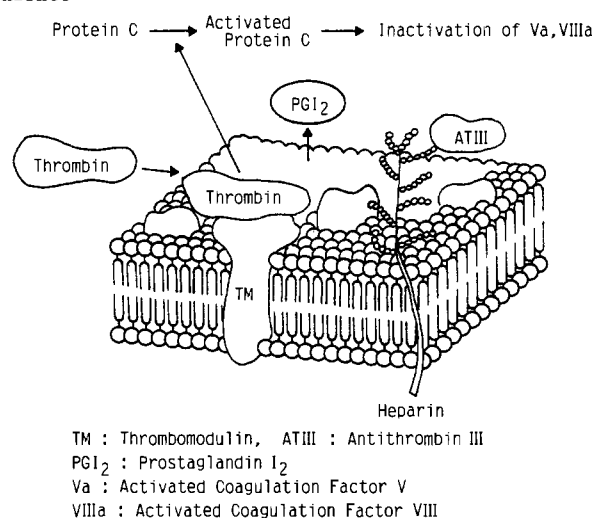 Protein C → Activated Protein C → Inactivation of Va,VIIIa
PGI2
ATIII
Thrombin
Thrombin
TM
Heparin
TM : Thrombomodulin, ATIII : Antithrombin III
PGI2 : Prostaglandin I2
Va : Activated Coagulation Factor V
VIIIa : Activated Coagulation Factor VIII